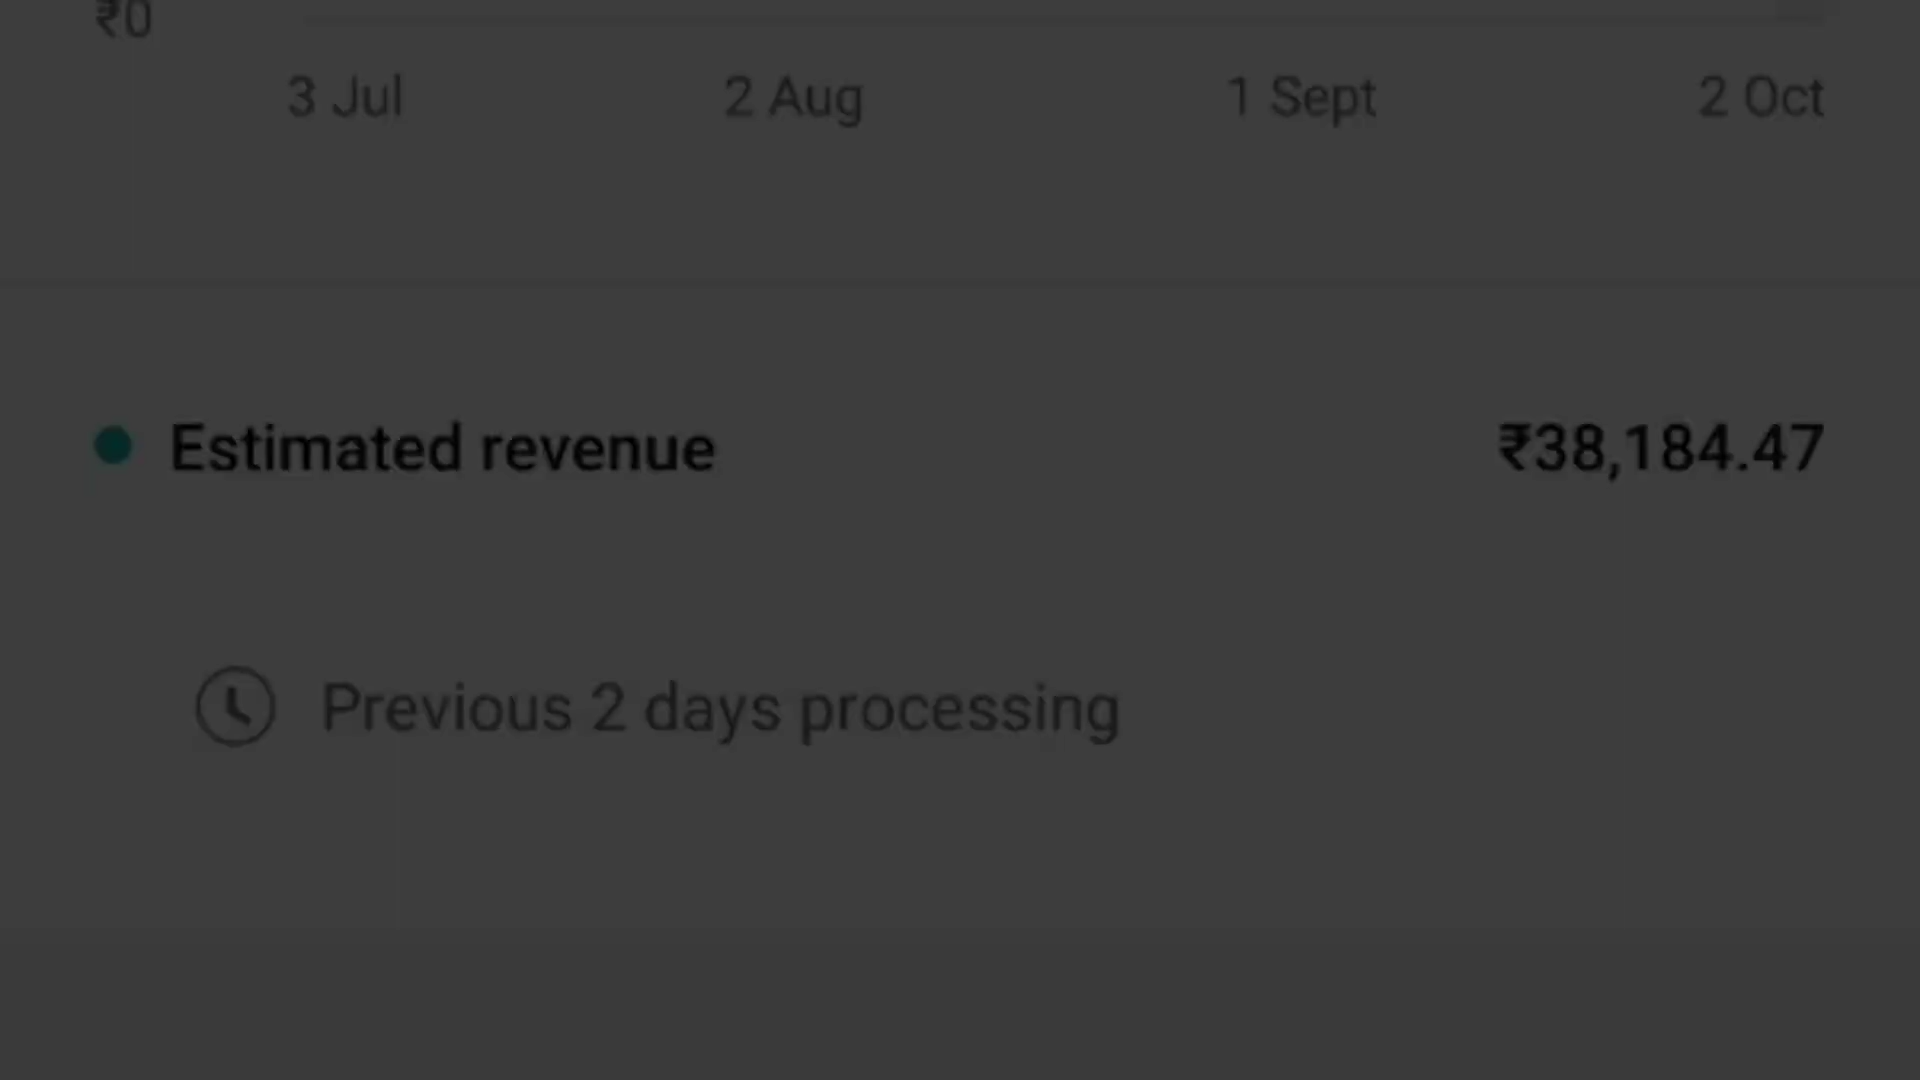 ₹0
3 Jul 2 Aug 1 Sept 2 Oct
Estimated revenue ₹38,184.47
Previous 2 days processing